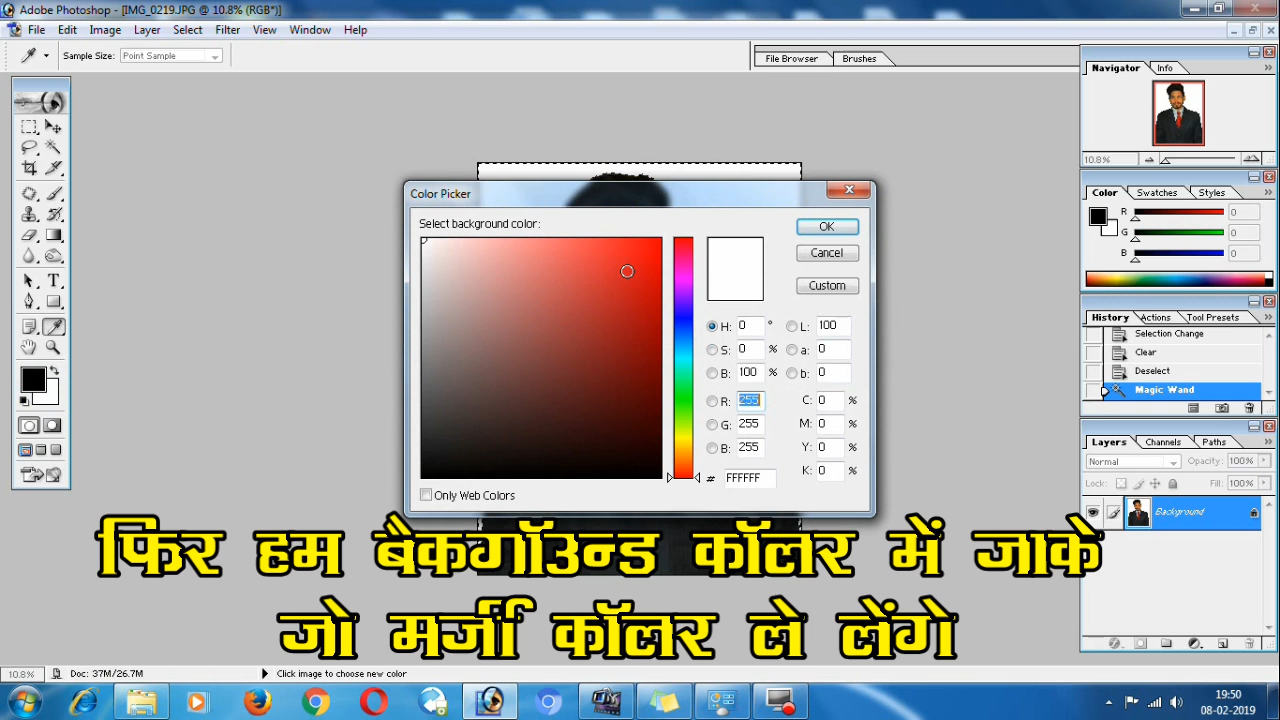 Adobe Photoshop - [IMG_0219.JPG @ 10.8% (RGB*)]
File Edit Image Layer Select Filter View Window Help
Sample Size: Point Sample
File Browser Brushes
Navigator Info
10.8%
Color Picker
Select background color:
OK
Cancel
Custom
H: 0 ° L: 100
S: 0 % a: 0
B: 100 % b: 0
R: 255 C: 0 %
G: 255 M: 0 %
B: 255 Y: 0 %
K: 0 %
# FFFFFF
Only Web Colors
Color Swatches Styles
R 0
G 0
B 0
History Actions Tool Presets
Selection Change
Clear
Deselect
Magic Wand
Layers Channels Paths
Normal Opacity: 100%
Lock: Fill: 100%
Background
फिर हम बैकगॉउन्ड कॉलर में जाके
जो मर्जी कॉलर ले लेंगे
10.8% Doc: 37M/26.7M Click image to choose new color
19:50
08-02-2019